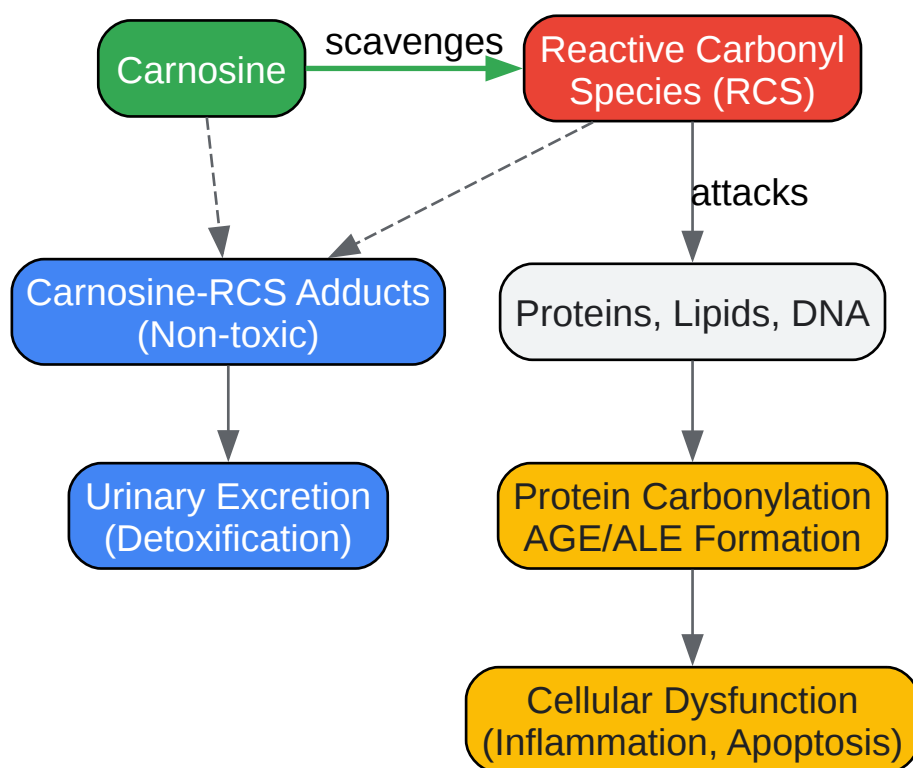 Carnosine
scavenges
Reactive Carbonyl
Species (RCS)
attacks
Carnosine-RCS Adducts
(Non-toxic)
Proteins, Lipids, DNA
Urinary Excretion
(Detoxification)
Protein Carbonylation
AGE/ALE Formation
Cellular Dysfunction
(Inflammation, Apoptosis)